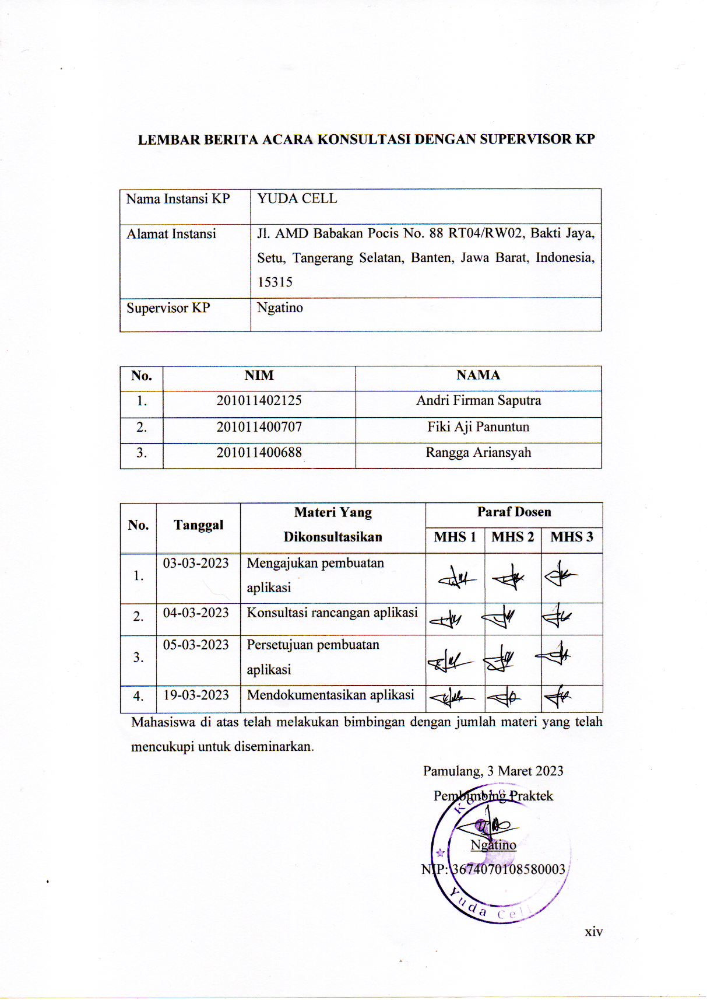 LEMBAR BERITA ACARA KONSULTASI DENGAN SUPERVISOR KP
Nama Instansi KP YUDA CELL
Alamat Instansi Jl. AMD Babakan Pocis No. 88 RT04/RW02, Bakti Jaya,
Setu, Tangerang Selatan, Banten, Jawa Barat, Indonesia,
15315
Supervisor KP Ngatino
No. NIM NAMA
1. 201011402125 Andri Firman Saputra
2. 201011400707 Fiki Aji Panuntun
3. 201011400688 Rangga Ariansyah
No. Tanggal Materi Yang Dikonsultasikan Paraf Dosen
MHS 1 MHS 2 MHS 3
1. 03-03-2023 Mengajukan pembuatan
aplikasi
2. 04-03-2023 Konsultasi rancangan aplikasi
3. 05-03-2023 Persetujuan pembuatan
aplikasi
4. 19-03-2023 Mendokumentasikan aplikasi
Mahasiswa di atas telah melakukan bimbingan dengan jumlah materi yang telah
mencukupi untuk diseminarkan.
Pamulang, 3 Maret 2023
Pembimbing Praktek
Ngatino
NIP: 3674070108580003
Yuda Cell
xiv